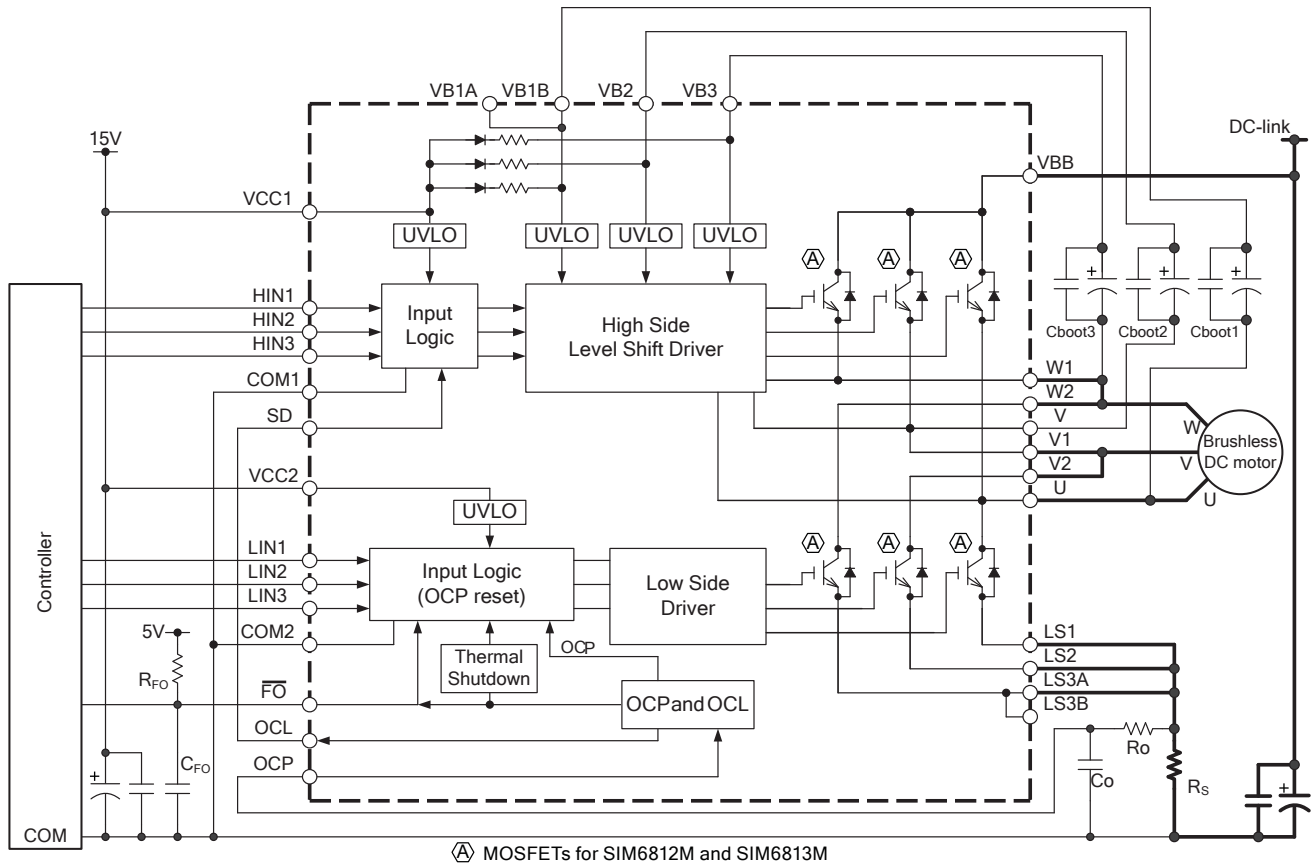 VB1A
VB1B
VB2
VB3
DC-link
15V
VBB
VCC1
UVLO
UVLO
UVLO
UVLO
A
A
A
HIN1
HIN2
HIN3
Input
Logic
High Side
Level Shift Driver
+
+
+
Cboot3
Cboot2
Cboot1
COM1
SD
W1
W2
V
V1
V2
U
W
V
U
Brushless
DC motor
VCC2
UVLO
A
A
A
LIN1
LIN2
LIN3
Input Logic
(OCP reset)
Low Side
Driver
Controller
COM2
5V
RFO
OCP
Thermal
Shutdown
FO
OCP and OCL
LS1
LS2
LS3A
LS3B
OCL
OCP
CFO
+
Ro
Co
RS
+
COM
A MOSFETs for SIM6812M and SIM6813M